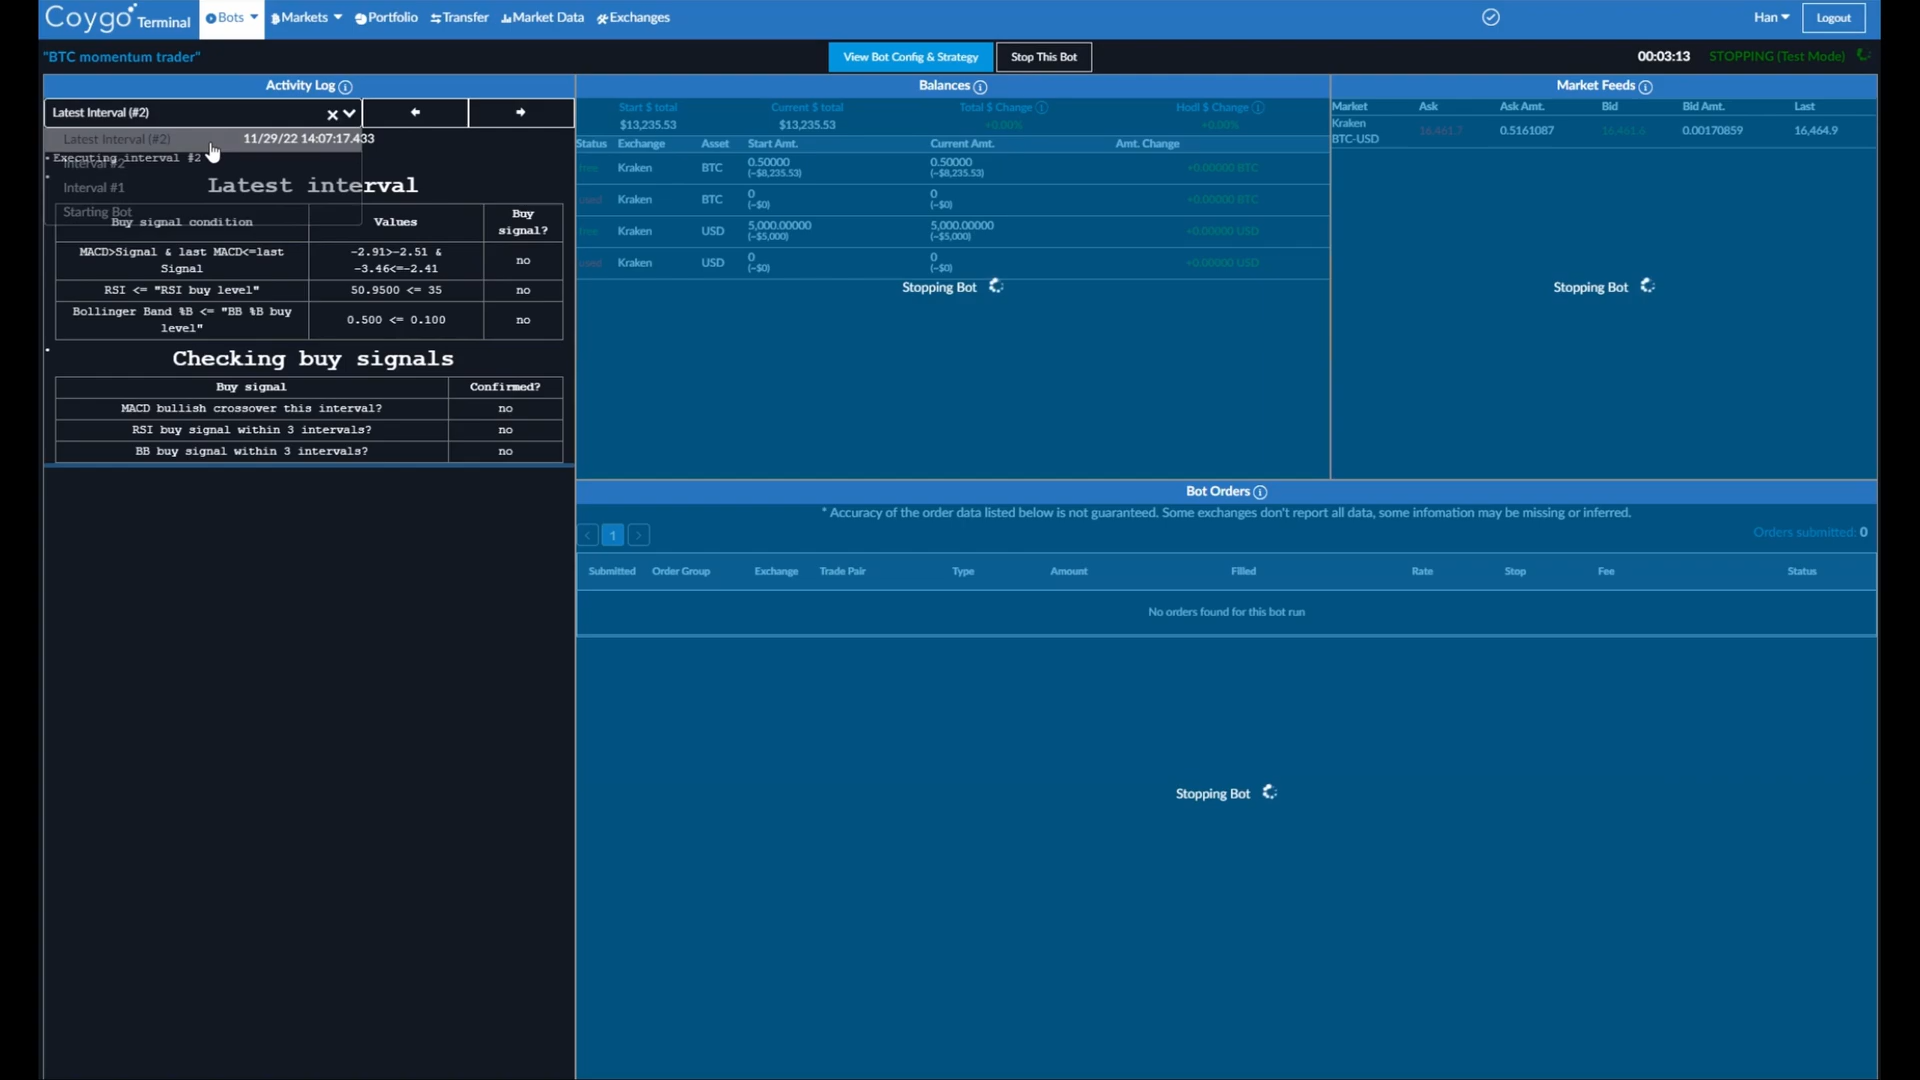 Coygo Terminal
Bots
Markets
Portfolio
Transfer
Market Data
Exchanges
Han
Logout
"BTC momentum trader"
View Bot Config & Strategy
Stop This Bot
00:03:13
STOPPING (Test Mode)
Activity Log
Latest Interval (#2)
Latest Interval (#2)
11/29/22 14:07:17.433
Executing interval #2
Interval #2
Interval #1
Starting Bot
Latest interval
Buy signal condition Values Buy signal?
MACD>Signal & last MACD<=last Signal -2.91>-2.51 & -3.46<=-2.41 no
RSI <= "RSI buy level" 50.9500 <= 35 no
Bollinger Band %B <= "BB %B buy level" 0.500 <= 0.100 no
Checking buy signals
Buy signal Confirmed?
MACD bullish crossover this interval? no
RSI buy signal within 3 intervals? no
BB buy signal within 3 intervals? no
Balances
Start $ total Current $ total Total $ Change Hodl $ Change
$13,235.53 $13,235.53 +0.00% +0.00%
Status Exchange Asset Start Amt. Current Amt. Amt. Change
free Kraken BTC 0.50000 (~$8,235.53) 0.50000 (~$8,235.53) +0.00000 BTC
used Kraken BTC 0 (~$0) 0 (~$0) +0.00000 BTC
free Kraken USD 5,000.00000 (~$5,000) 5,000.00000 (~$5,000) +0.00000 USD
used Kraken USD 0 (~$0) 0 (~$0) +0.00000 USD
Stopping Bot
Market Feeds
Market Ask Ask Amt. Bid Bid Amt. Last
Kraken BTC-USD 16,461.7 0.5161087 16,461.6 0.00170859 16,464.9
Stopping Bot
Bot Orders
* Accuracy of the order data listed below is not guaranteed. Some exchanges don't report all data, some infomation may be missing or inferred.
< 1 >
Orders submitted: 0
Submitted Order Group Exchange Trade Pair Type Amount Filled Rate Stop Fee Status
No orders found for this bot run
Stopping Bot